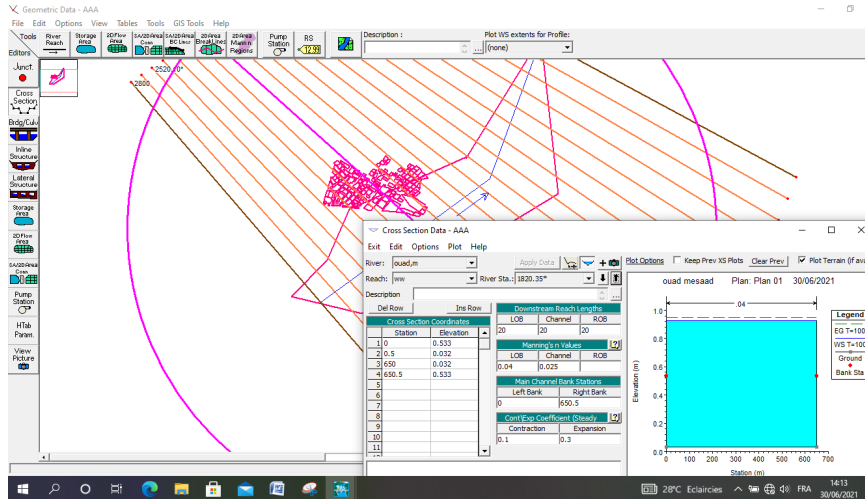 Geometric Data - AAA
File Edit Options View Tables Tools GIS Tools Help
Tools
Editors
River Reach
Storage Area
2D Flow Area
SA/2D Area Conn
SA/2D Area BC Lines
2D Area BreakLines
2D Area Mann n Regions
Pump Station
RS
Description :
...
Plot WS extents for Profile:
(none)
Junct.
Cross Section
Brdg/Culv
Inline Structure
Lateral Structure
Storage Area
2D Flow Area
SA/2D Area Conn
Pump Station
HTab Param.
View Picture
2800
Cross Section Data - AAA
Exit Edit Options Plot Help
River: ouad,m
Apply Data
Plot Options Keep Prev XS Plots Clear Prev Plot Terrain (if ava
Reach: ww
River Sta.: 1820.35*
Description
...
Del Row Ins Row
Cross Section Coordinates
Station Elevation
1 0 0.533
2 0.5 0.032
3 650 0.032
4 650.5 0.533
5
6
7
8
9
10
11
Downstream Reach Lengths
LOB Channel ROB
20 20 20
Manning's n Values ?
LOB Channel ROB
0.04 0.025
Main Channel Bank Stations
Left Bank Right Bank
0 650.5
Cont\Exp Coefficient (Steady ?
Contraction Expansion
0.1 0.3
ouad mesaad Plan: Plan 01 30/06/2021
.04
Elevation (m)
1.0
0.8
0.6
0.4
0.2
0.0
0 100 200 300 400 500 600 700
Station (m)
Legend
EG T=100
WS T=100
Ground
Bank Sta
28°C Eclaircies
FRA
14:13
30/06/2021